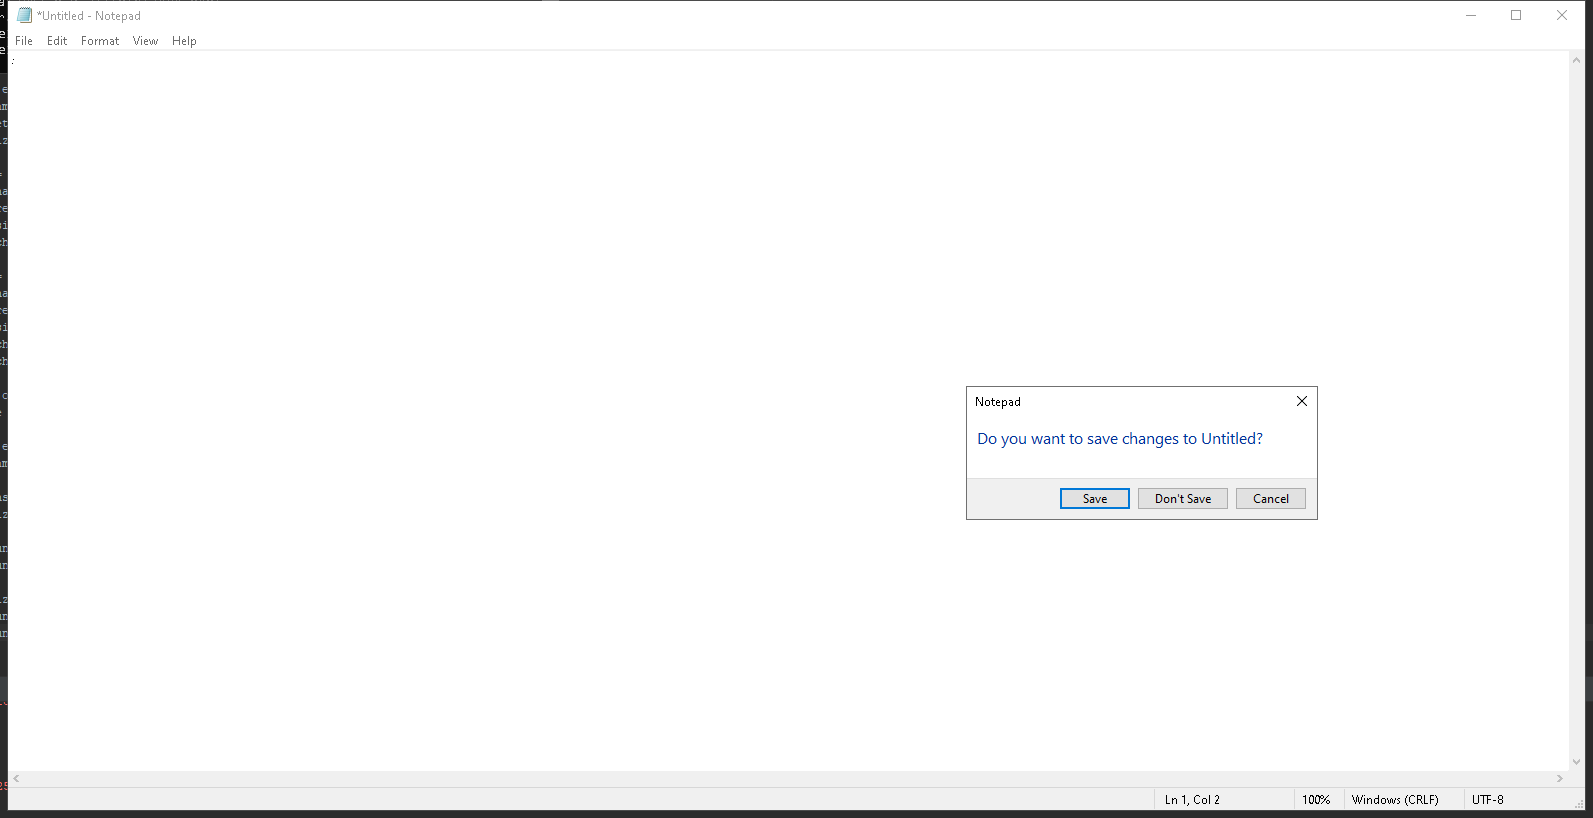 *Untitled - Notepad
File Edit Format View Help
;
Notepad
Do you want to save changes to Untitled?
Save Don't Save Cancel
Ln 1, Col 2 100% Windows (CRLF) UTF-8